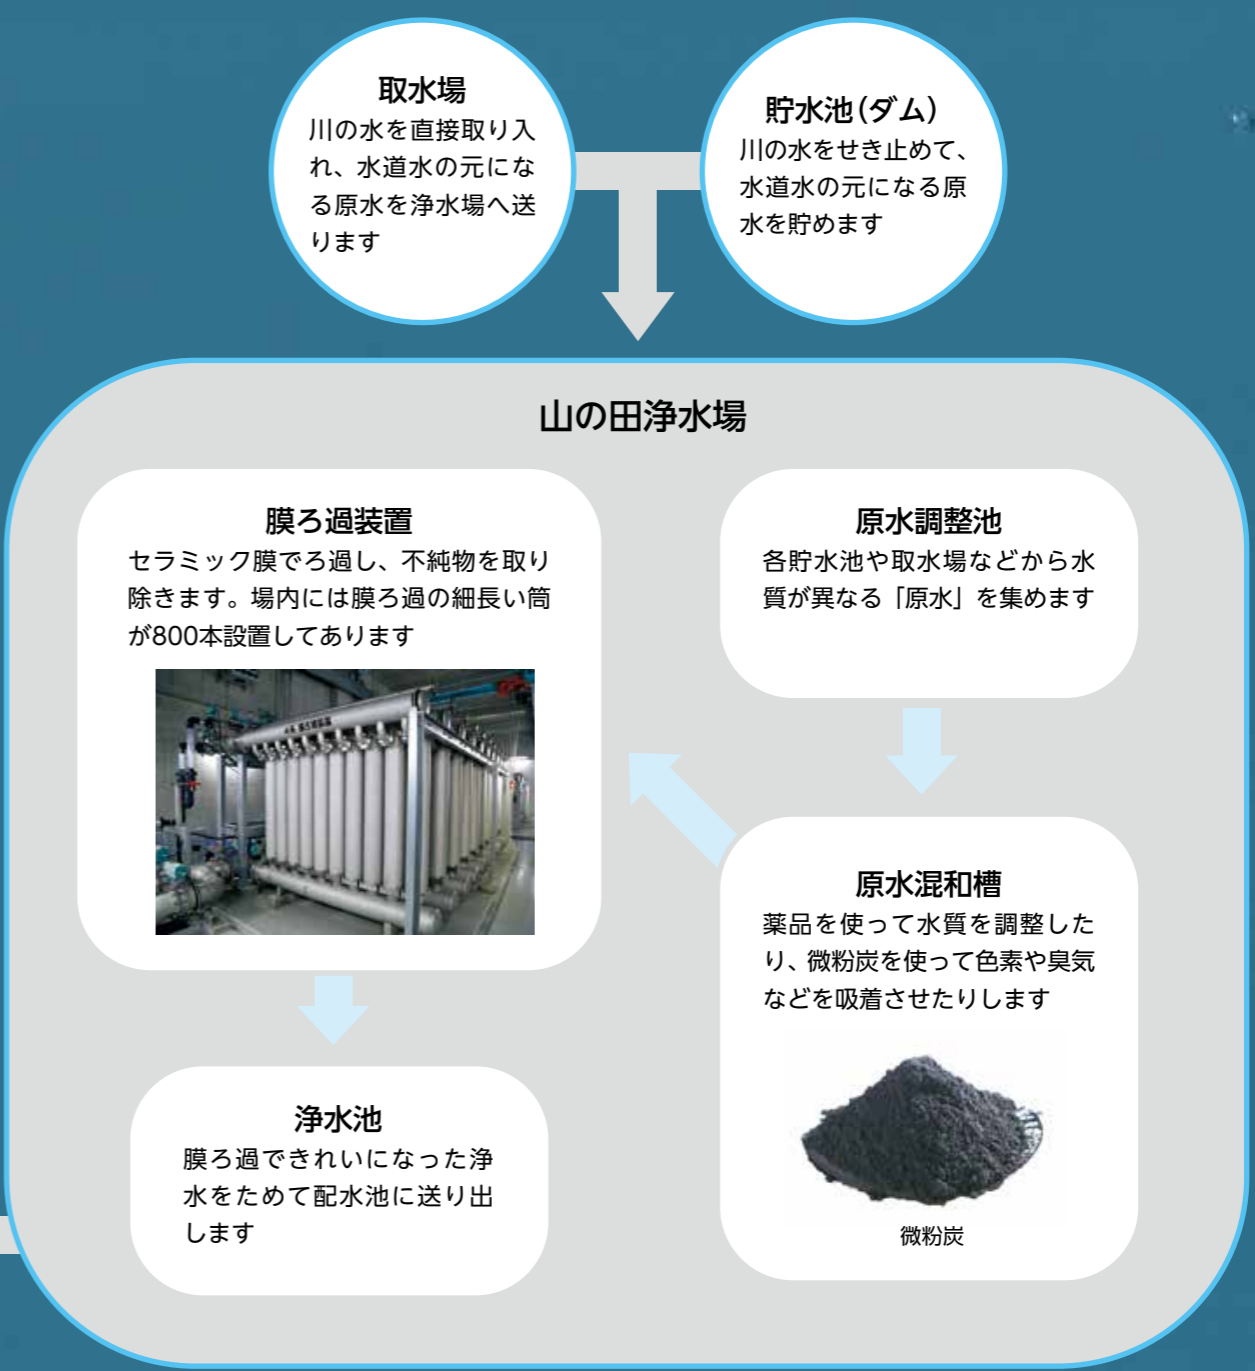 取水場
川の水を直接取り入
れ、水道水の元にな
る原水を浄水場へ送
ります
貯水池(ダム)
川の水をせき止めて、
水道水の元になる原
水を貯めます
山の田浄水場
原水調整池
各貯水池や取水場などから水
質が異なる「原水」を集めます
原水混和槽
薬品を使って水質を調整した
り、微粉炭を使って色素や臭気
などを吸着させたりします
微粉炭
膜ろ過装置
セラミック膜でろ過し、不純物を取り
除きます。場内には膜ろ過の細長い筒
が800本設置してあります
浄水池
膜ろ過できれいになった浄
水をためて配水池に送り出
します